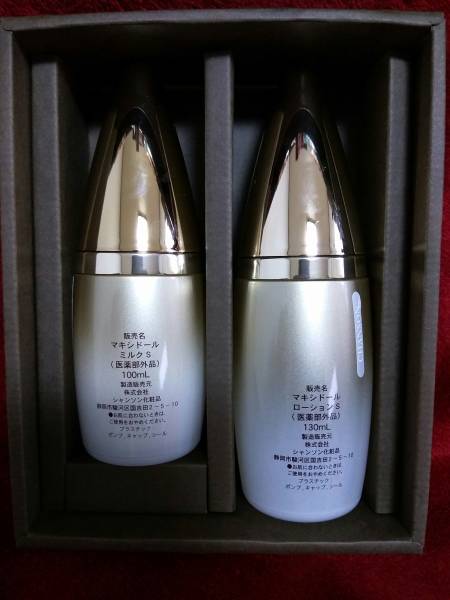 販売名
マキシドール
ミルク S
(医薬部外品)
100mL
製造販売元
株式会社
シャンソン化粧品
静岡市駿河区国吉田2-5-10
●お肌に合わないときは、
ご使用をおやめください。
プラスチック
ポンプ、キャップ、シール
販売名
マキシドール
ローション S
(医薬部外品)
130mL
製造販売元
株式会社
シャンソン化粧品
静岡市駿河区国吉田2-5-10
●お肌に合わないときは、
ご使用をおやめください。
プラスチック
ポンプ、キャップ、シール